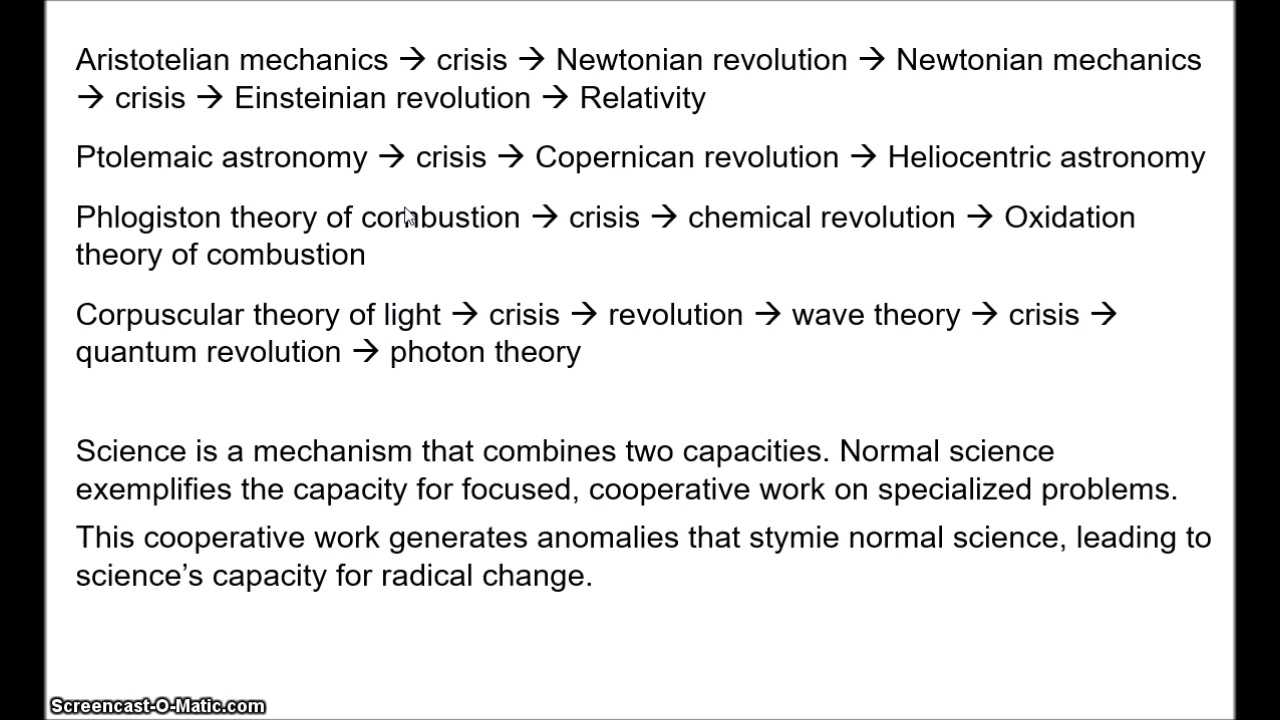 Aristotelian mechanics → crisis → Newtonian revolution → Newtonian mechanics
→ crisis → Einsteinian revolution → Relativity
Ptolemaic astronomy → crisis → Copernican revolution → Heliocentric astronomy
Phlogiston theory of combustion → crisis → chemical revolution → Oxidation
theory of combustion
Corpuscular theory of light → crisis → revolution → wave theory → crisis →
quantum revolution → photon theory
Science is a mechanism that combines two capacities. Normal science
exemplifies the capacity for focused, cooperative work on specialized problems.
This cooperative work generates anomalies that stymie normal science, leading to
science’s capacity for radical change.
Screencast-O-Matic.com